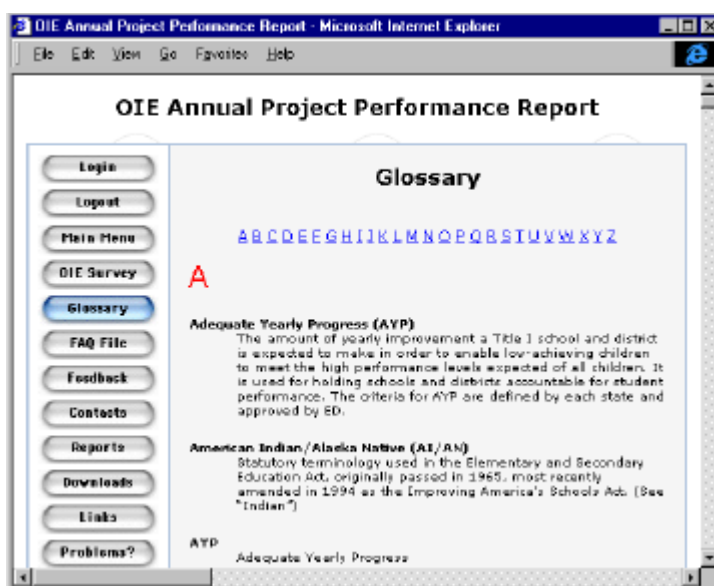 OIE Annual Project Performance Report - Microsoft Internet Explorer
File Edit View Go Favorites Help
OIE Annual Project Performance Report
Login
Logout
Main Menu
OIE Survey
Glossary
FAQ File
Feedback
Contacts
Reports
Downloads
Links
Problems?
Glossary
A B C D E F G H I J K L M N O P Q R S T U V W X Y Z
A
Adequate Yearly Progress (AYP)
The amount of yearly improvement a Title I school and district
is expected to make in order to enable low-achieving children
to meet the high performance levels expected of all children. It
is used for holding schools and districts accountable for student
performance. The criteria for AYP are defined by each state and
approved by ED.
American Indian/Alaska Native (AI/AN)
Statutory terminology used in the Elementary and Secondary
Education Act, originally passed in 1965, most recently
amended in 1994 as the Improving America's Schools Act. (See
"Indian")
AYP
Adequate Yearly Progress